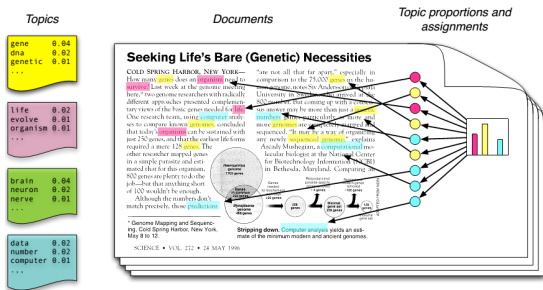 Topics
Documents
Topic proportions and
assignments
gene 0.04
dna 0.02
genetic 0.01
...
life 0.02
evolve 0.01
organism 0.01
...
brain 0.04
neuron 0.02
nerve 0.01
...
data 0.02
number 0.02
computer 0.01
...
Seeking Life's Bare (Genetic) Necessities
COLD SPRING HARBOR, NEW YORK—
How many genes does an organism need to
survive? Last week at the genome meeting
here,* two genome researchers with radically
different approaches presented complemen-
tary views of the basic genes needed for life.
One research team, using computer analy-
ses to compare known genomes, concluded
that today's organisms can be sustained with
just 250 genes, and that the earliest life forms
required a mere 128 genes. The
other researcher mapped genes
in a simple parasite and esti-
mated that for this organism,
800 genes are plenty to do the
job—but that anything short
of 100 wouldn't be enough.
Although the numbers don't
match precisely, those predictions
* Genome Mapping and Sequenc-
ing, Cold Spring Harbor, New York,
May 8 to 12.
"are not all that far apart," especially in
comparison to the 75,000 genes in the hu-
man genome, notes Siv Andersson
University in Sweden, arrived at
800 number. But coming up with a
sus answer may be more than just a
numbers particularly more and
more genomes are
sequenced. "It may be a way of organizing
any newly sequenced genome," explains
Arcady Mushegian, a computational mo-
lecular biologist at the National Center
for Biotechnology Information (NCBI)
in Bethesda, Maryland. Comparing an
Stripping down. Computer analysis yields an esti-
mate of the minimum modern and ancient genomes.
SCIENCE • VOL. 272 • 24 MAY 1996